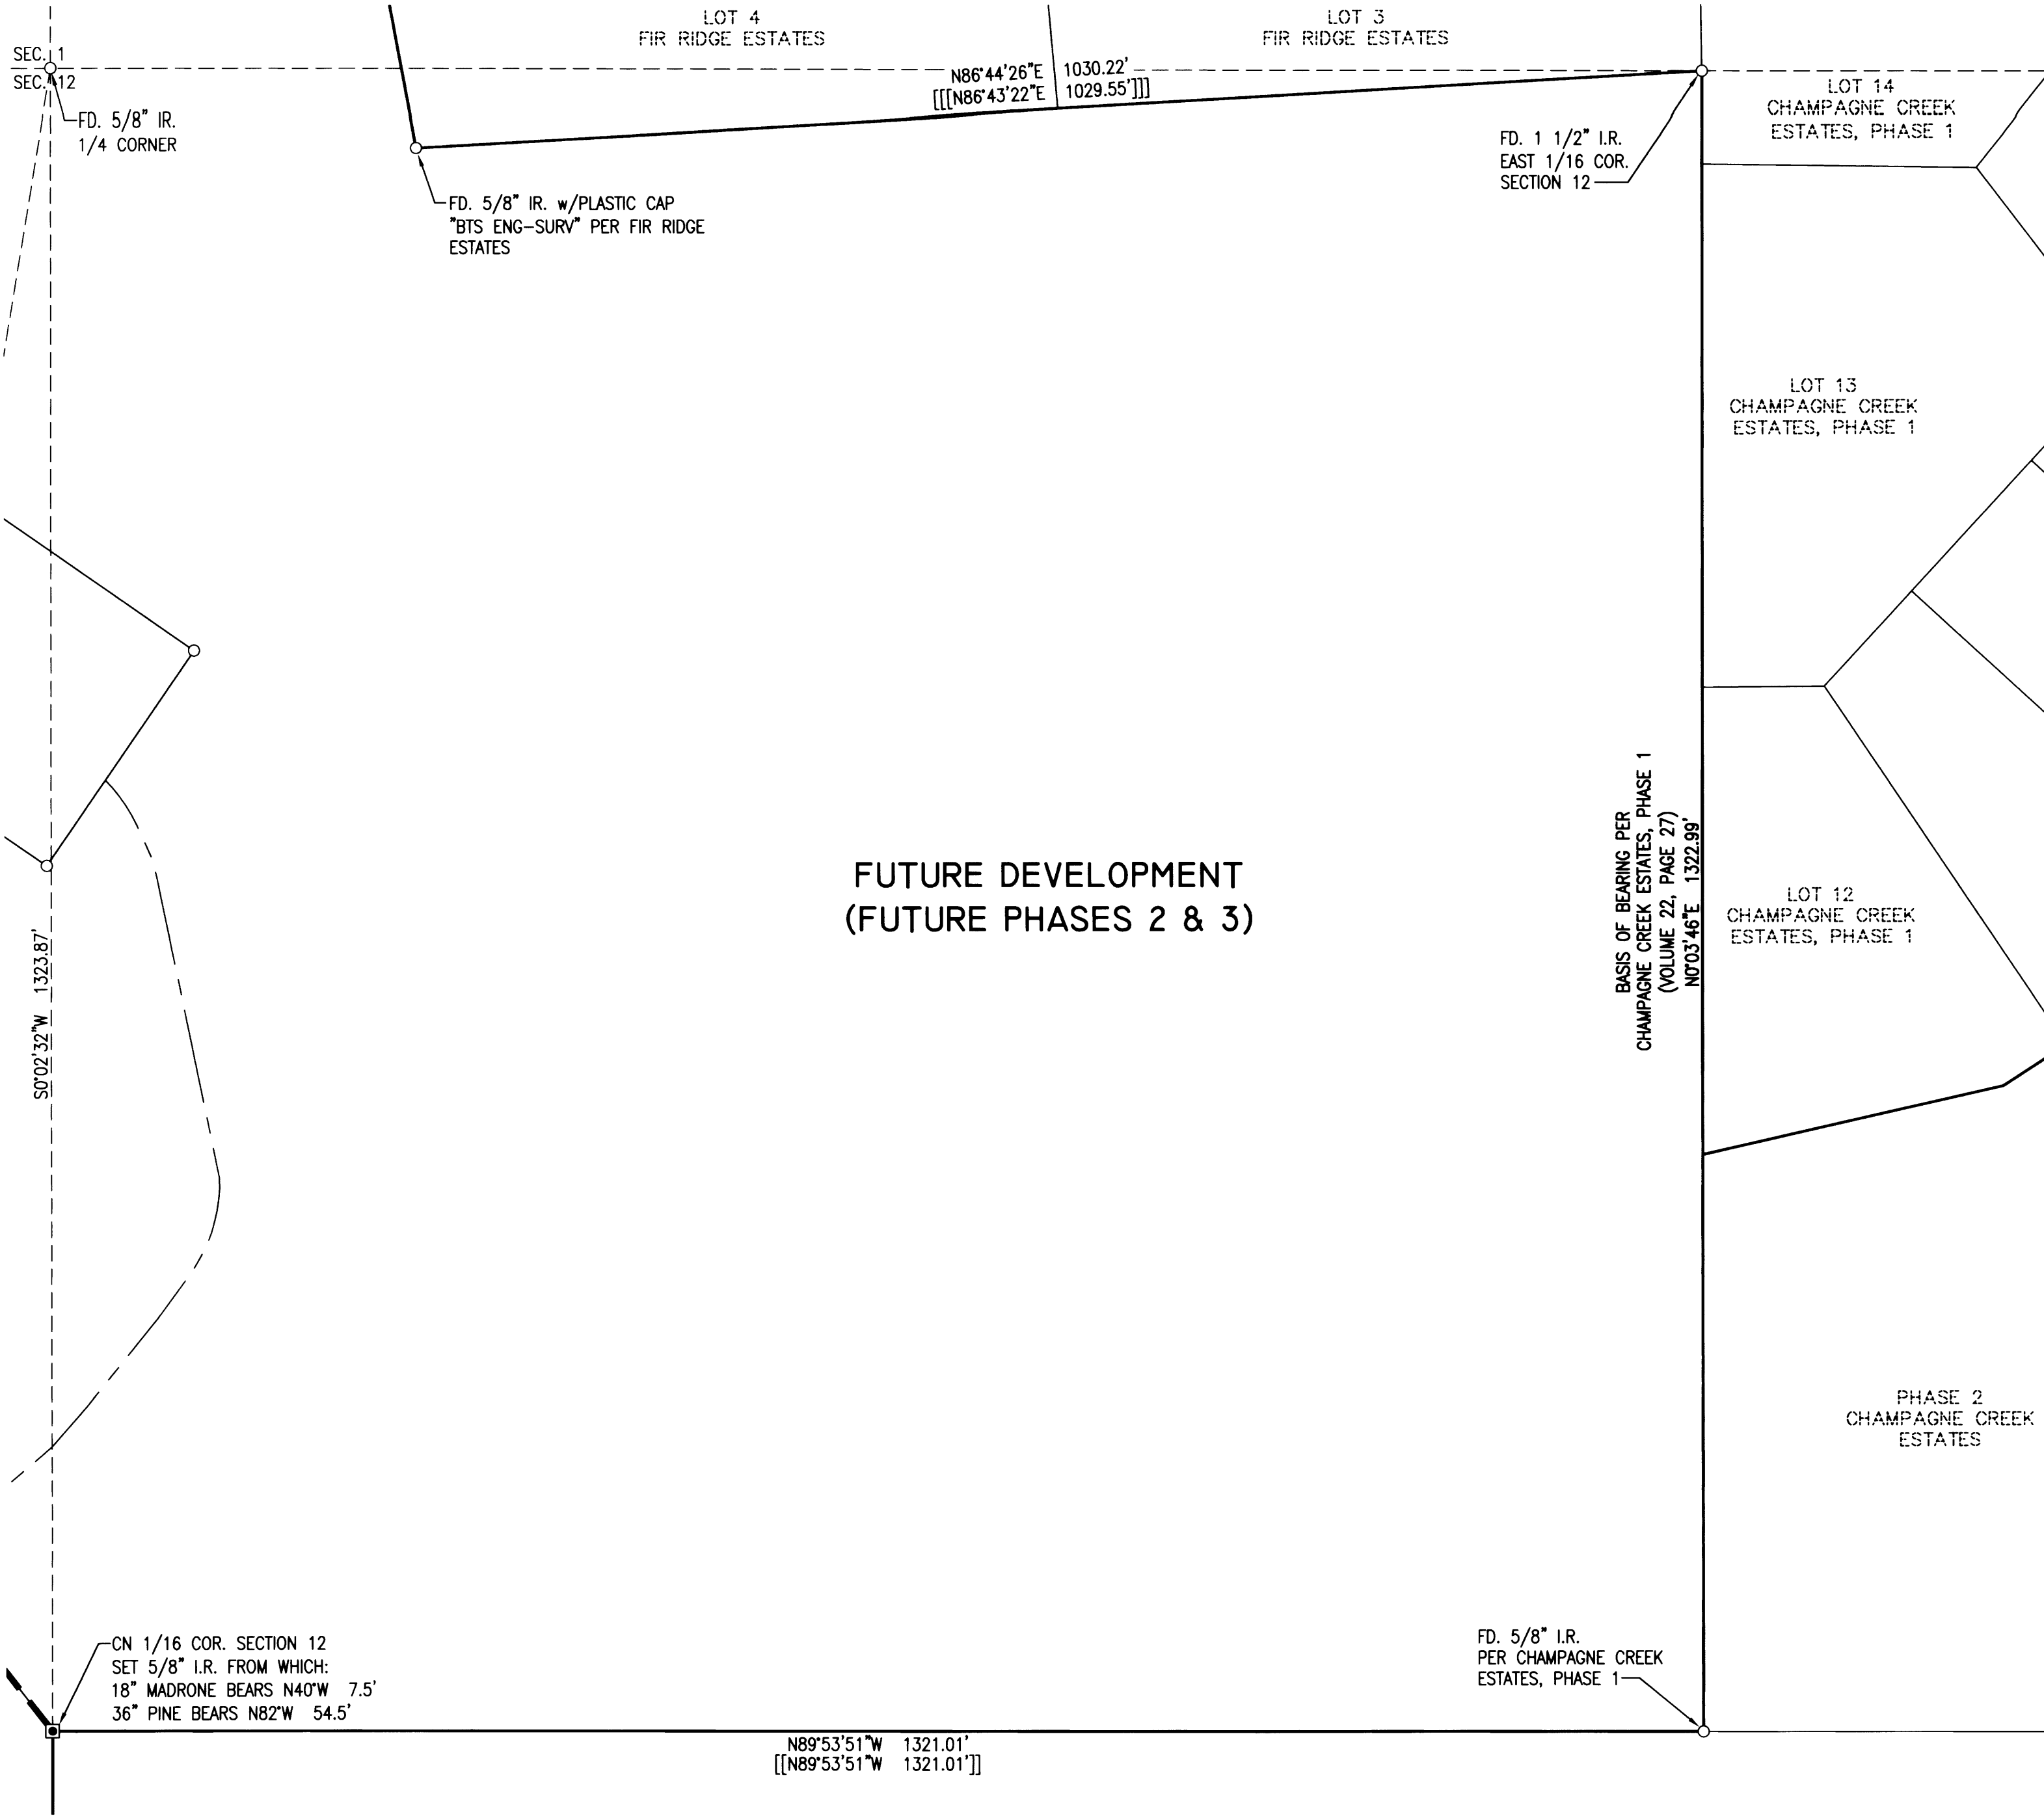 LOT 4
FIR RIDGE ESTATES
LOT 3
FIR RIDGE ESTATES
SEC. 1
SEC. 12
FD. 5/8" IR.
1/4 CORNER
N86°44'26"E 1030.22'
[[[N86°43'22"E 1029.55']]]
LOT 14
CHAMPAGNE CREEK
ESTATES, PHASE 1
FD. 1 1/2" I.R.
EAST 1/16 COR.
SECTION 12
FD. 5/8" IR. w/PLASTIC CAP
"BTS ENG-SURV" PER FIR RIDGE
ESTATES
LOT 13
CHAMPAGNE CREEK
ESTATES, PHASE 1
FUTURE DEVELOPMENT
(FUTURE PHASES 2 & 3)
BASIS OF BEARING PER
CHAMPAGNE CREEK ESTATES, PHASE 1
(VOLUME 22, PAGE 27)
N0°03'46"E 1322.99'
LOT 12
CHAMPAGNE CREEK
ESTATES, PHASE 1
S0°02'32"W 1323.87'
PHASE 2
CHAMPAGNE CREEK
ESTATES
CN 1/16 COR. SECTION 12
SET 5/8" I.R. FROM WHICH:
18" MADRONE BEARS N40°W 7.5'
36" PINE BEARS N82°W 54.5'
FD. 5/8" I.R.
PER CHAMPAGNE CREEK
ESTATES, PHASE 1
N89°53'51"W 1321.01'
[[N89°53'51"W 1321.01']]